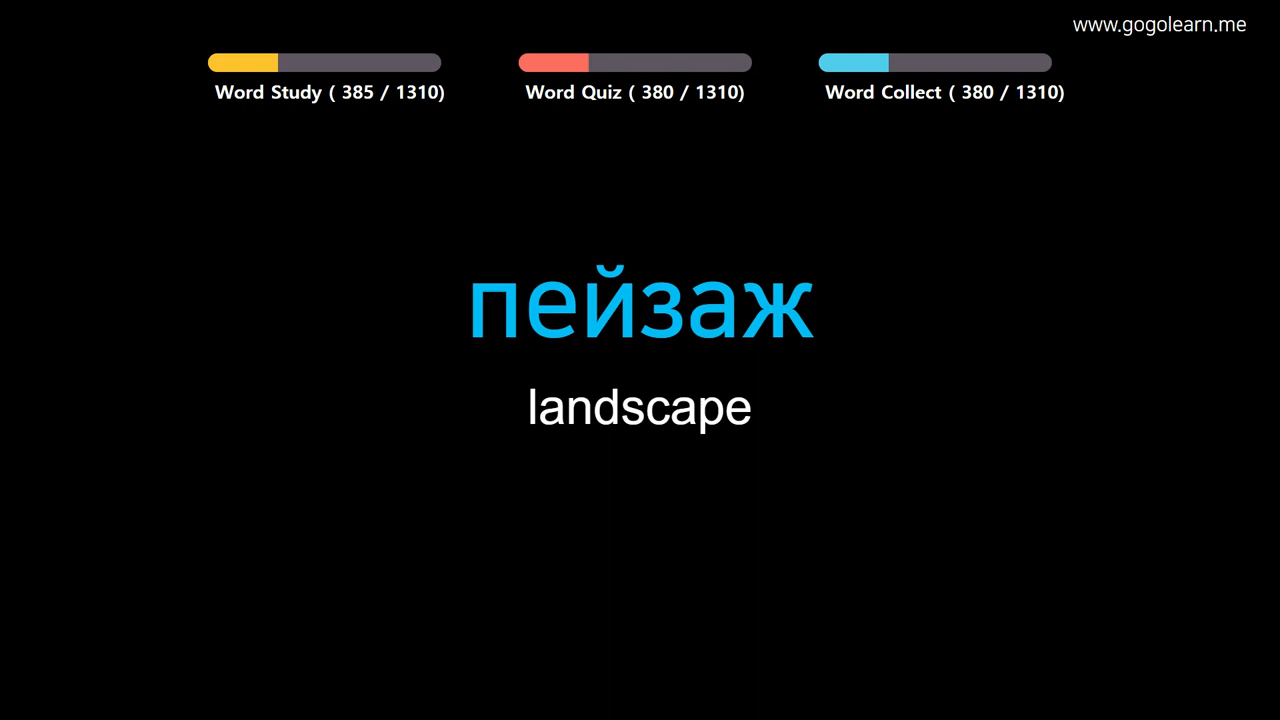 www.gogolearn.me
Word Study ( 385 / 1310)
Word Quiz ( 380 / 1310)
Word Collect ( 380 / 1310)
пейзаж
landscape